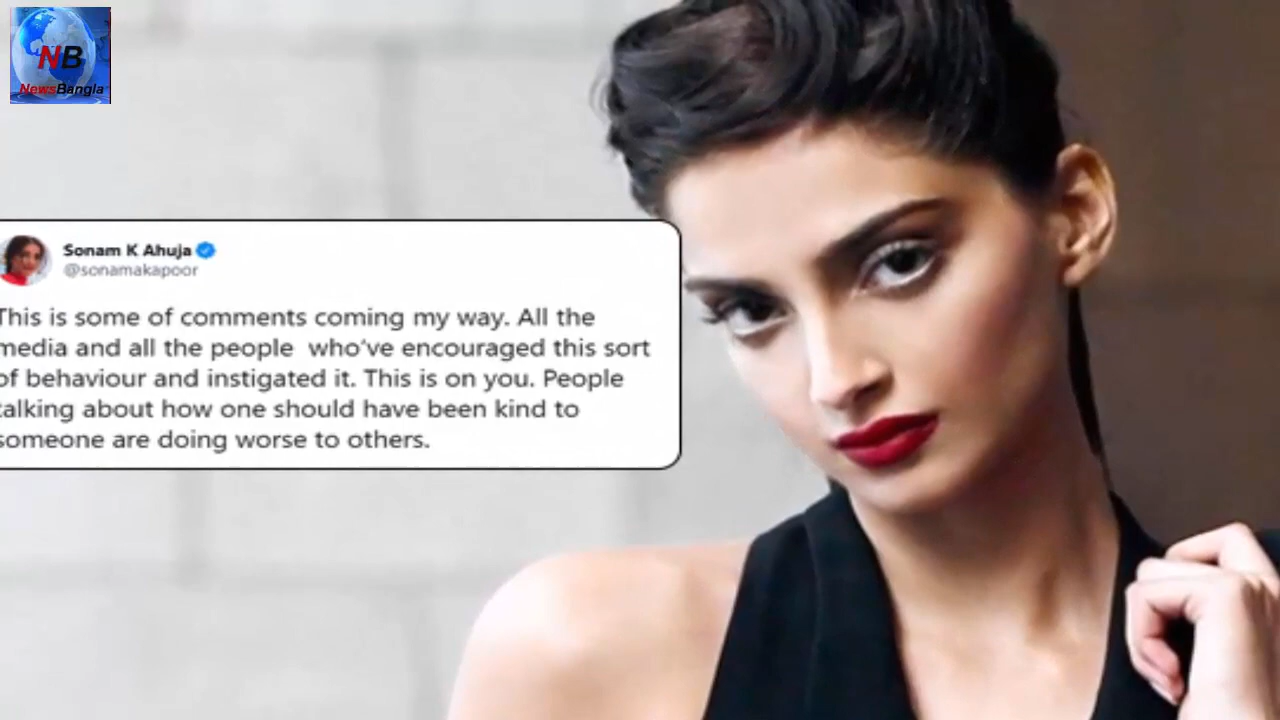 NB
NewsBangla
Sonam K Ahuja
@sonamakapoor
This is some of comments coming my way. All the
media and all the people who've encouraged this sort
of behaviour and instigated it. This is on you. People
talking about how one should have been kind to
someone are doing worse to others.